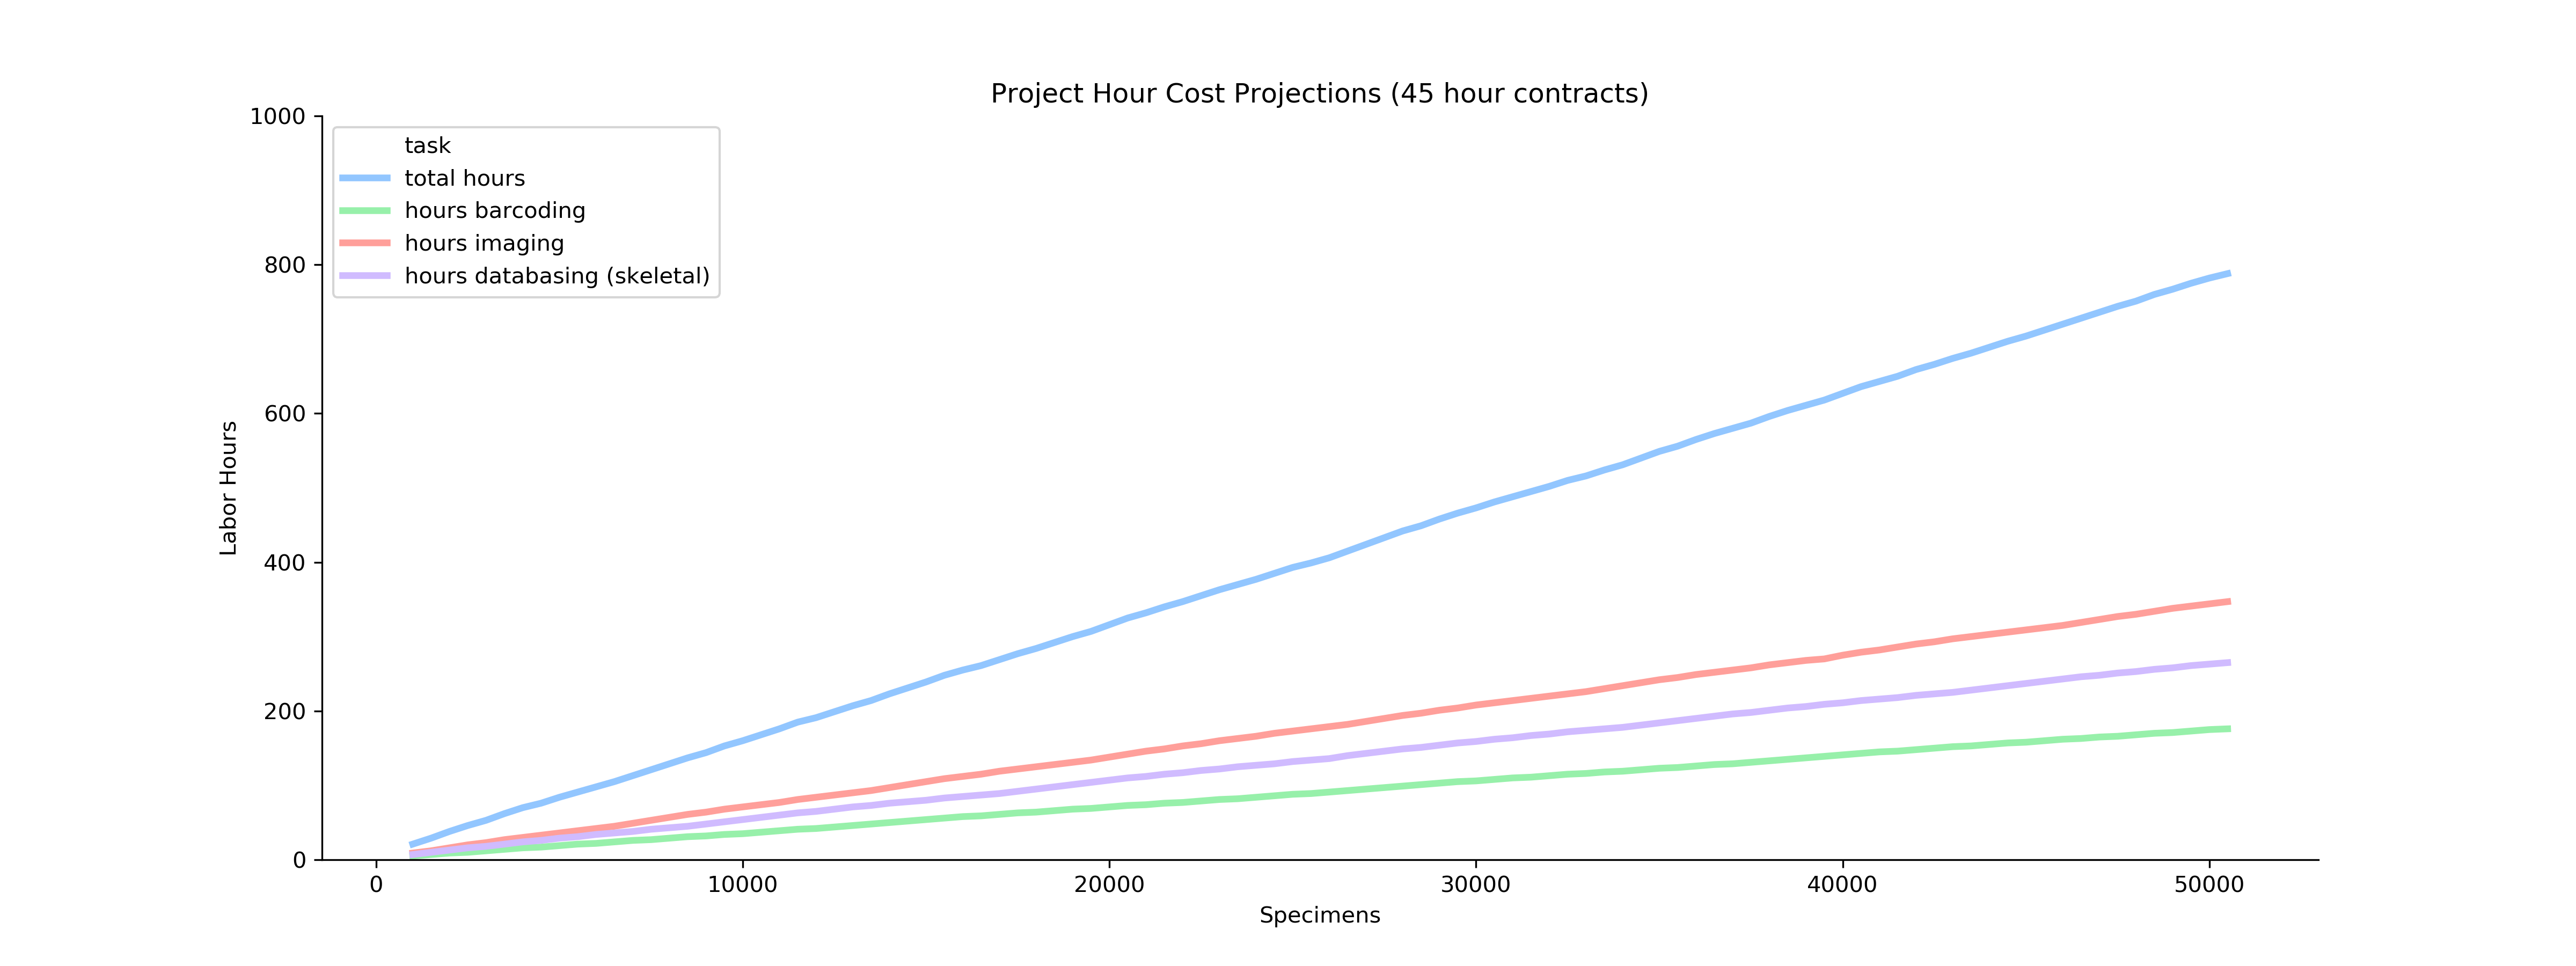 Project Hour Cost Projections (45 hour contracts)
1000
800
600
400
200
0
Labor Hours
task
total hours
hours barcoding
hours imaging
hours databasing (skeletal)
0 10000 20000 30000 40000 50000
Specimens